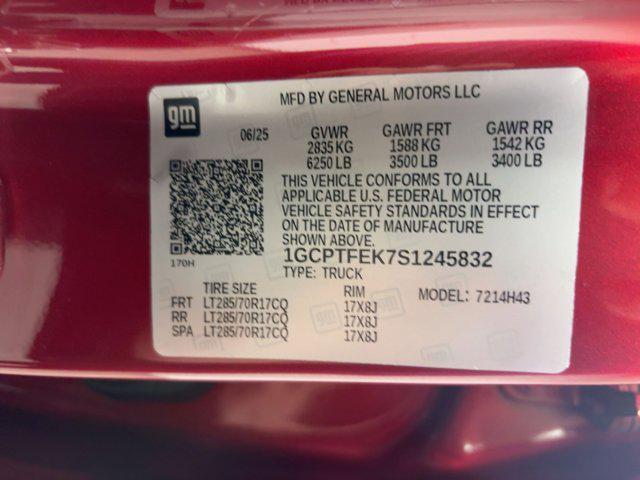 MFD BY GENERAL MOTORS LLC
gm
06/25 GVWR GAWR FRT GAWR RR
2835 KG 1588 KG 1542 KG
6250 LB 3500 LB 3400 LB
THIS VEHICLE CONFORMS TO ALL
APPLICABLE U.S. FEDERAL MOTOR
VEHICLE SAFETY STANDARDS IN EFFECT
ON THE DATE OF MANUFACTURE
SHOWN ABOVE.
170H
1GCPTFEK7S1245832
TYPE: TRUCK
TIRE SIZE RIM MODEL: 7214H43
FRT LT285/70R17CQ 17X8J
RR LT285/70R17CQ 17X8J
SPA LT285/70R17CQ 17X8J